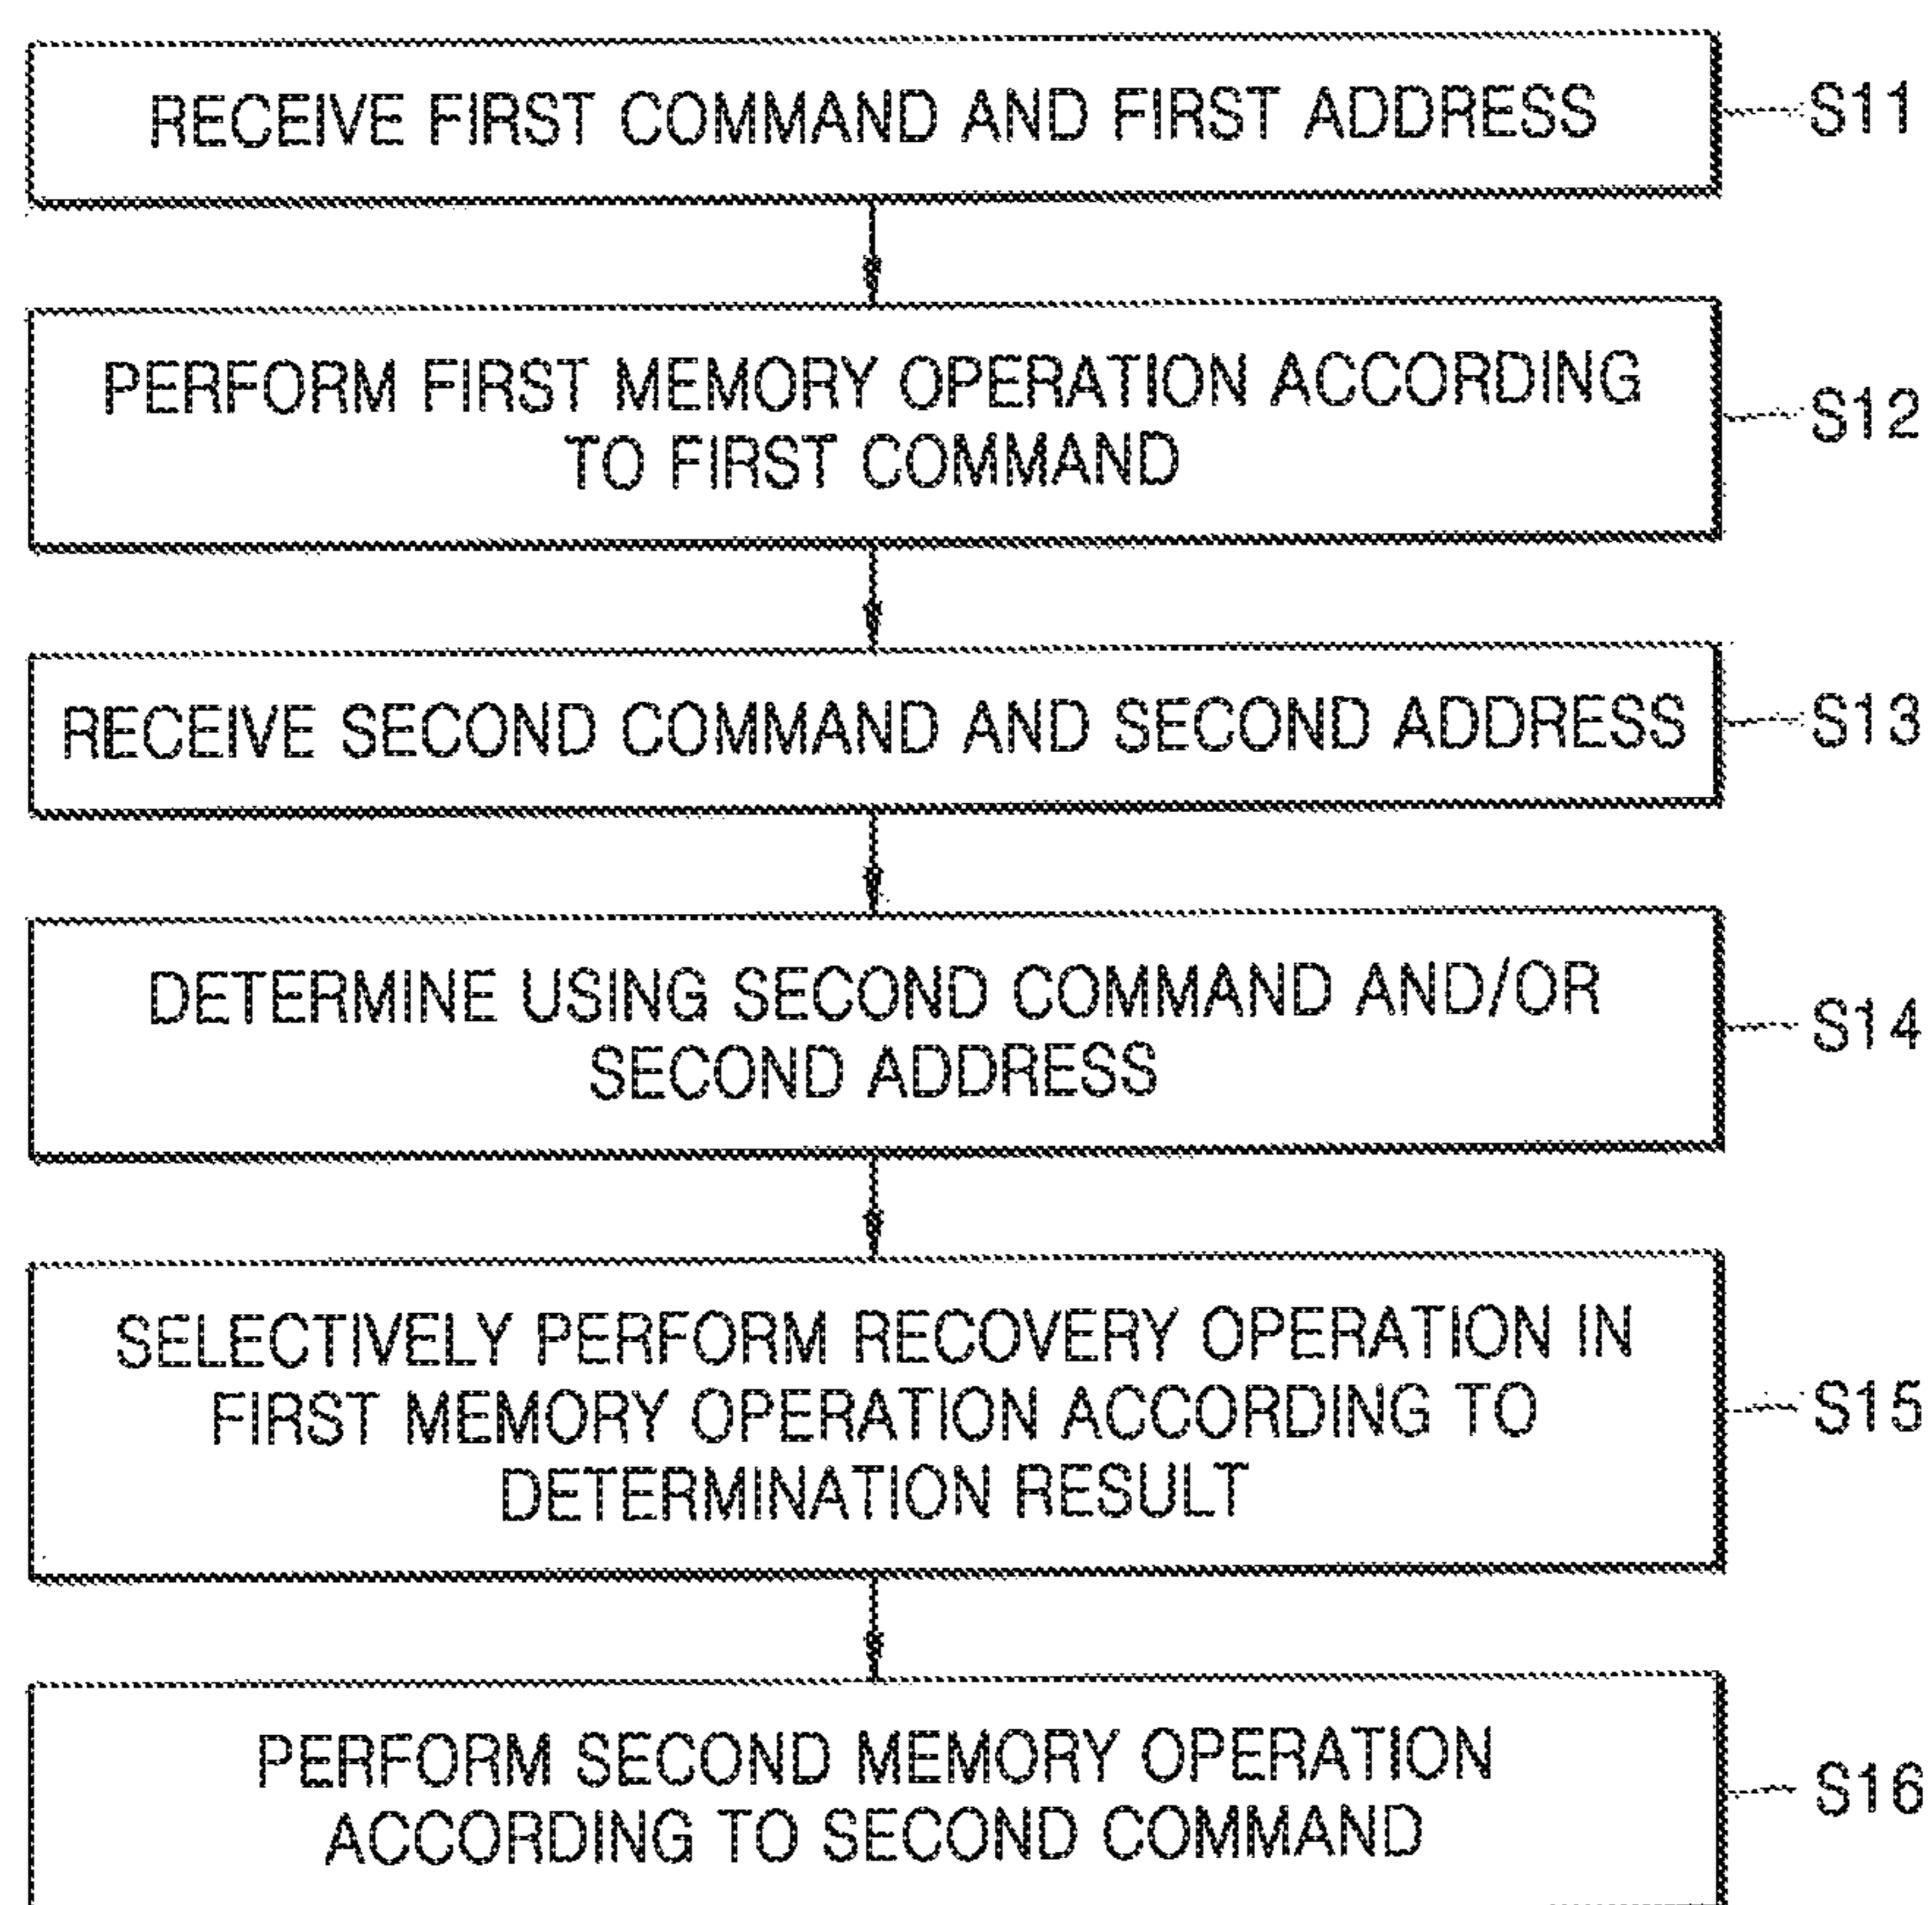 RECEIVE FIRST COMMAND AND FIRST ADDRESS
S11
PERFORM FIRST MEMORY OPERATION ACCORDING
TO FIRST COMMAND
S12
RECEIVE SECOND COMMAND AND SECOND ADDRESS
S13
DETERMINE USING SECOND COMMAND AND/OR
SECOND ADDRESS
S14
SELECTIVELY PERFORM RECOVERY OPERATION IN
FIRST MEMORY OPERATION ACCORDING TO
DETERMINATION RESULT
S15
PERFORM SECOND MEMORY OPERATION
ACCORDING TO SECOND COMMAND
S16